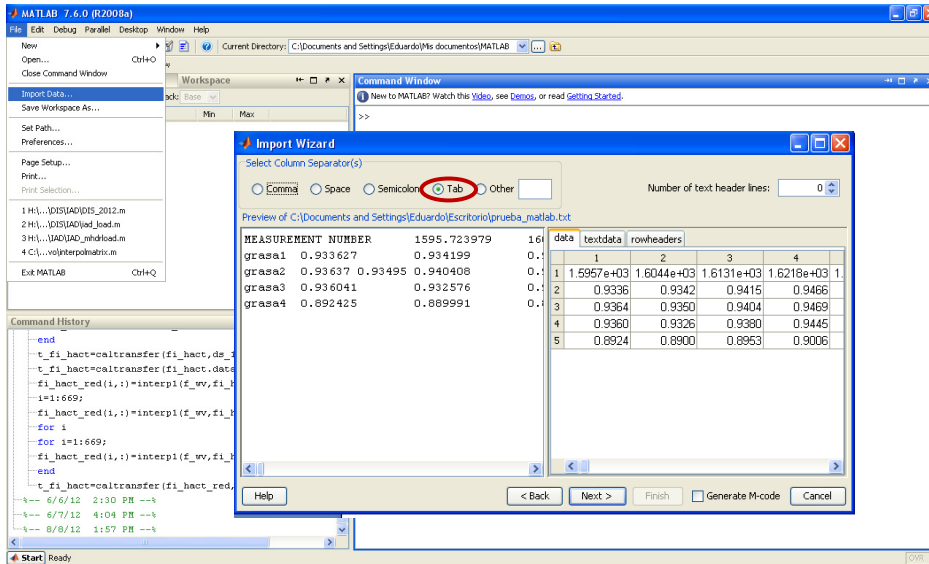 MATLAB 7.6.0 (R2008a)
File Edit Debug Parallel Desktop Window Help
New
Open... Ctrl+O
Close Command Window
Import Data...
Save Workspace As...
Set Path...
Preferences...
Page Setup...
Print...
Print Selection...
1 H:\...\DIS\IAD\DIS_2012.m
2 H:\...\DIS\IAD\iad_load.m
3 H:\...\IAD\IAD_mhdrload.m
4 C:\...vo\interpolmatrix.m
Exit MATLAB Ctrl+Q
Current Directory: C:\Documents and Settings\Eduardo\Mis documentos\MATLAB
Workspace
Base
Min Max
Command Window
New to MATLAB? Watch this Video, see Demos, or read Getting Started.
>>
Import Wizard
Select Column Separator(s)
Comma Space Semicolon Tab Other
Number of text header lines: 0
Preview of C:\Documents and Settings\Eduardo\Escritorio\prueba_matlab.txt
MEASUREMENT NUMBER 1595.723979 160
grasa1 0.933627 0.934199 0.9
grasa2 0.93637 0.93495 0.940408 0.9
grasa3 0.936041 0.932576 0.9
grasa4 0.892425 0.889991 0.8
data textdata rowheaders
1 2 3 4
1 1.5957e+03 1.6044e+03 1.6131e+03 1.6218e+03 1.
2 0.9336 0.9342 0.9415 0.9466
3 0.9364 0.9350 0.9404 0.9469
4 0.9360 0.9326 0.9380 0.9445
5 0.8924 0.8900 0.8953 0.9006
Help < Back Next > Finish Generate M-code Cancel
Command History
end
t_fi_hact=caltransfer(fi_hact,ds_1
t_fi_hact=caltransfer(fi_hact.data
fi_hact_red(i,:)=interp1(f_wv,fi_h
i=1:669;
fi_hact_red(i,:)=interp1(f_wv,fi_h
for i
for i=1:669;
fi_hact_red(i,:)=interp1(f_wv,fi_h
end
t_fi_hact=caltransfer(fi_hact_red,
%-- 6/6/12 2:30 PM --%
%-- 6/7/12 4:04 PM --%
%-- 8/8/12 1:57 PM --%
Start Ready
OVR